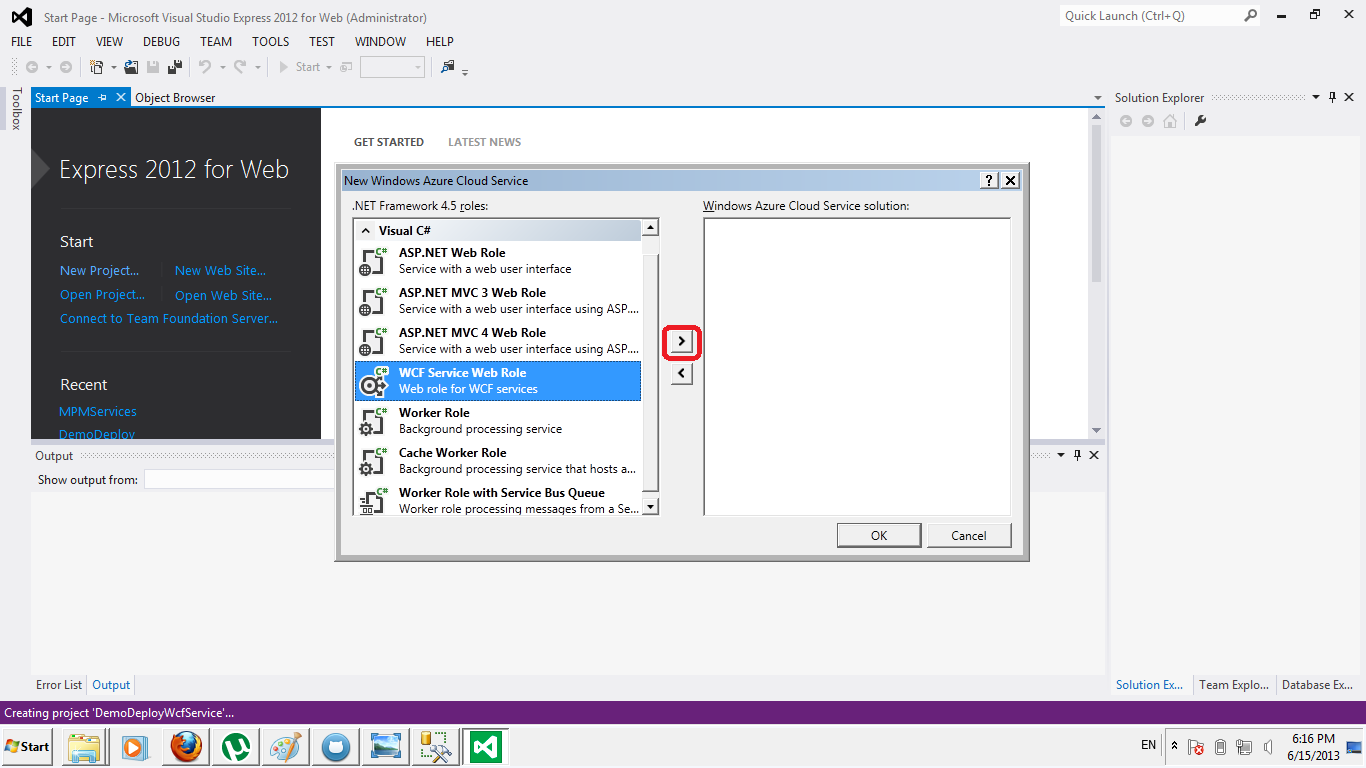 Start Page - Microsoft Visual Studio Express 2012 for Web (Administrator)
Quick Launch (Ctrl+Q)
FILE EDIT VIEW DEBUG TEAM TOOLS TEST WINDOW HELP
Start
Toolbox
Start Page
Object Browser
Solution Explorer
Express 2012 for Web
Start
New Project...
New Web Site...
Open Project...
Open Web Site...
Connect to Team Foundation Server...
Recent
MPMServices
DemoDeploy
GET STARTED
LATEST NEWS
New Windows Azure Cloud Service
.NET Framework 4.5 roles:
Visual C#
C#
ASP.NET Web Role
Service with a web user interface
C#
ASP.NET MVC 3 Web Role
Service with a web user interface using ASP....
C#
ASP.NET MVC 4 Web Role
Service with a web user interface using ASP....
C#
WCF Service Web Role
Web role for WCF services
C#
Worker Role
Background processing service
C#
Cache Worker Role
Background processing service that hosts a...
C#
Worker Role with Service Bus Queue
Worker role processing messages from a Se...
Windows Azure Cloud Service solution:
OK
Cancel
Output
Show output from:
Error List
Output
Solution Ex...
Team Explo...
Database Ex...
Creating project 'DemoDeployWcfService'...
Start
EN
6:16 PM
6/15/2013